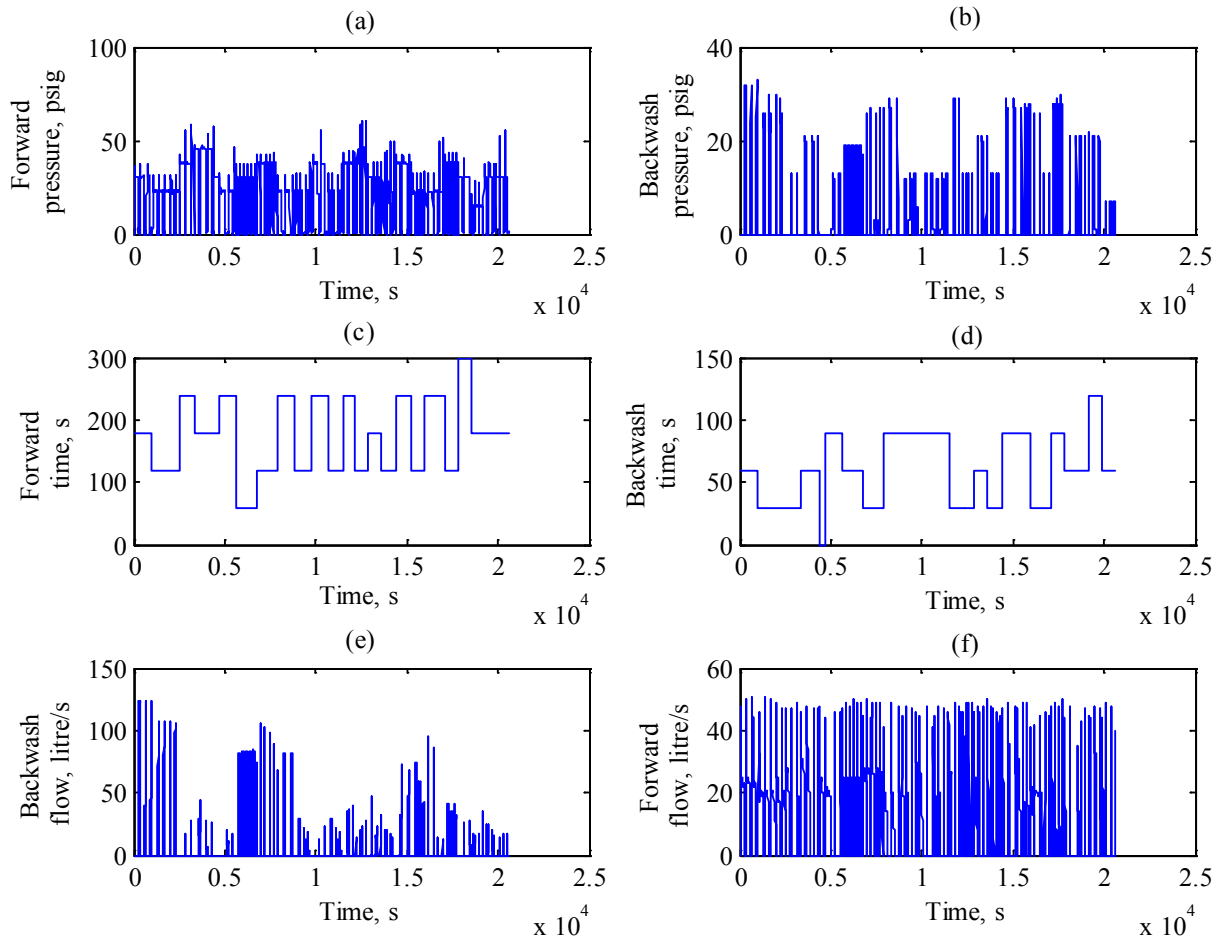 (a)
100
50
0
Forward
pressure, psig
0 0.5 1 1.5 2 2.5
Time, s
x 10^4
(b)
40
20
0
Backwash
pressure, psig
0 0.5 1 1.5 2 2.5
Time, s
x 10^4
(c)
300
200
100
0
Forward
time, s
0 0.5 1 1.5 2 2.5
Time, s
x 10^4
(d)
150
100
50
0
Backwash
time, s
0 0.5 1 1.5 2 2.5
Time, s
x 10^4
(e)
150
100
50
0
Backwash
flow, litre/s
0 0.5 1 1.5 2 2.5
Time, s
x 10^4
(f)
60
40
20
0
Forward
flow, litre/s
0 0.5 1 1.5 2 2.5
Time, s
x 10^4